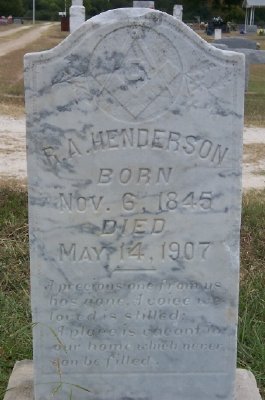 R. A. HENDERSON
BORN
NOV. 6, 1845
DIED
MAY 14, 1907
A precious one from us
has gone, A voice we
loved is stilled;
A place is vacant in
our home which never
can be filled.